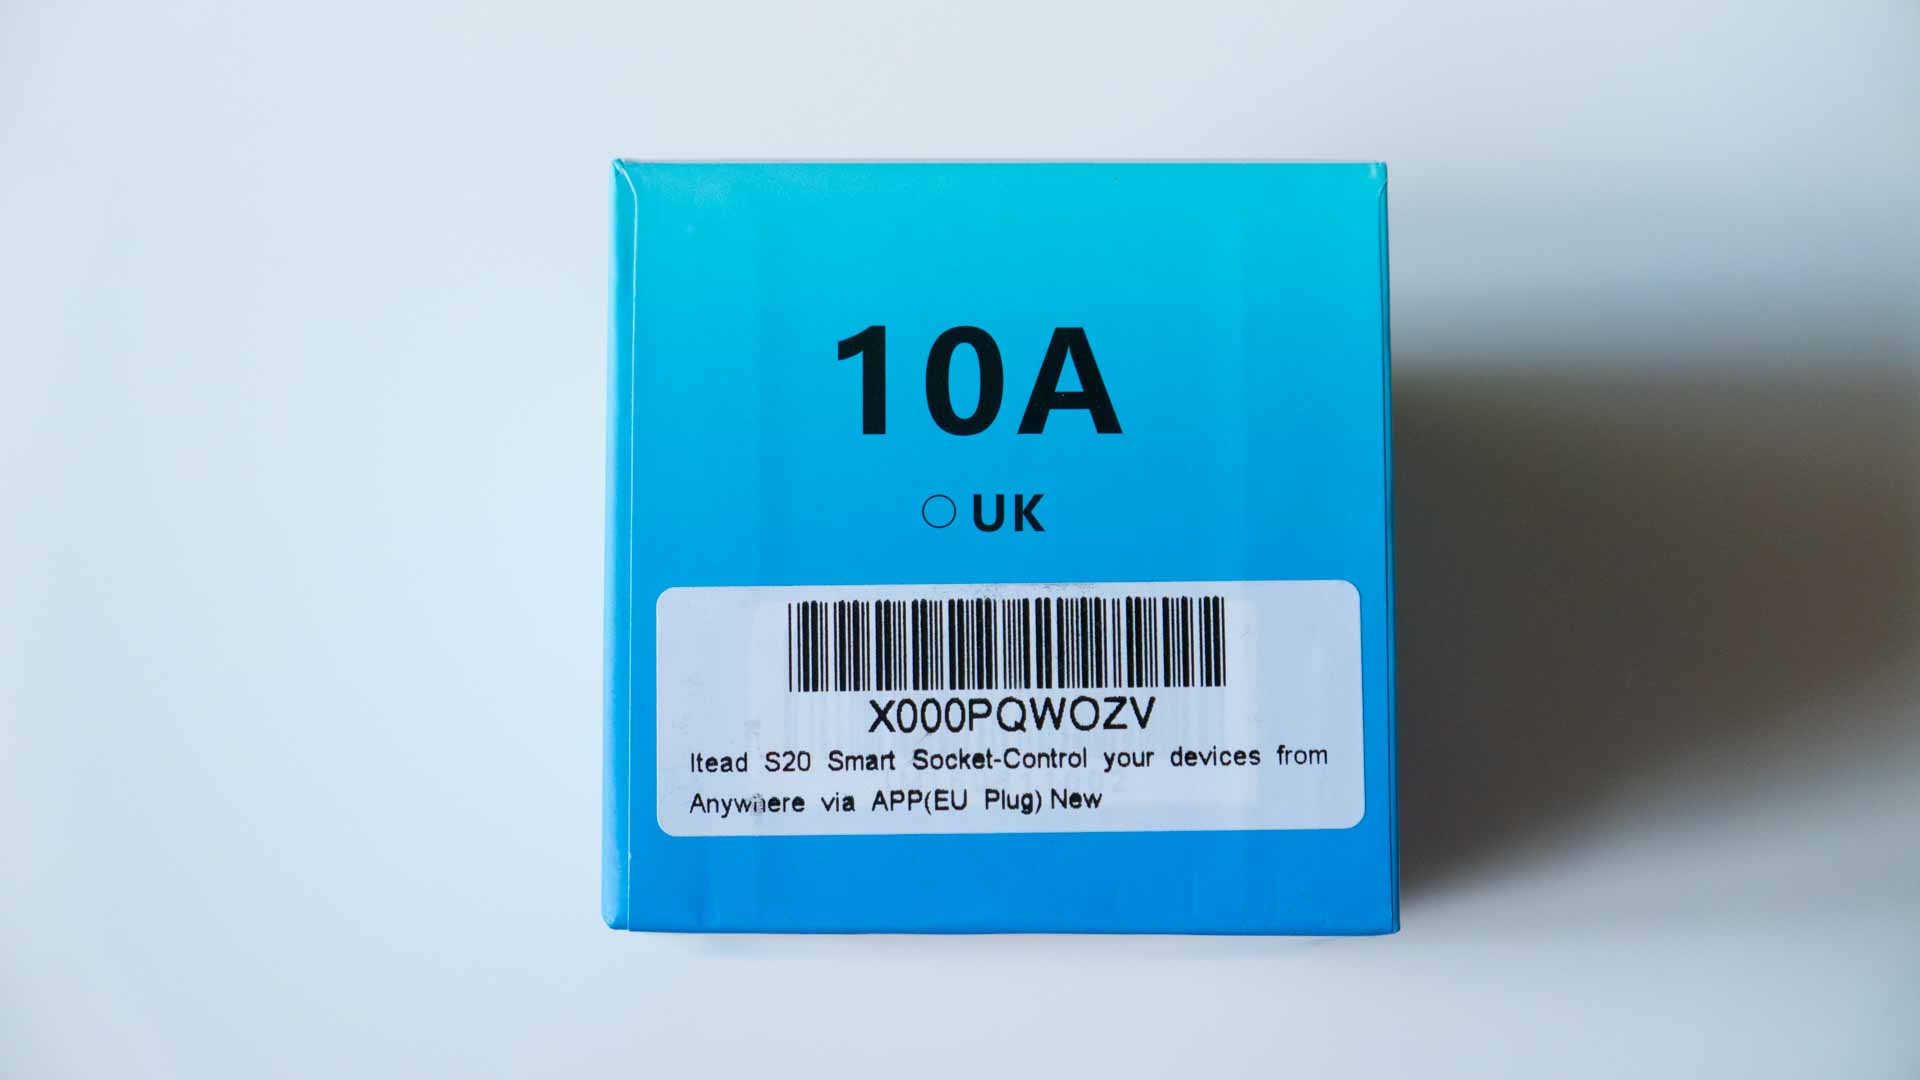 10A
UK
X000PQWOZV
Itead S20 Smart Socket-Control your devices from
Anywhere via APP(EU Plug) New